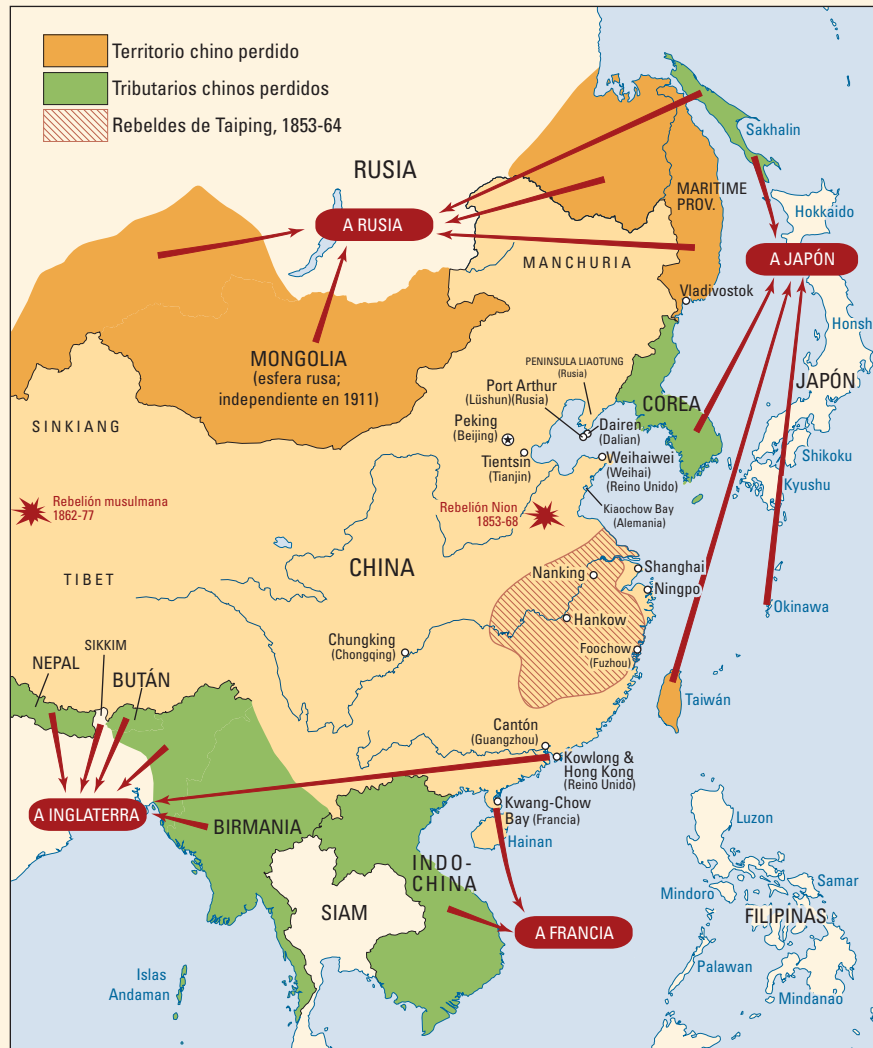 Territorio chino perdido
Tributarios chinos perdidos
Rebeldes de Taiping, 1853-64
RUSIA
A RUSIA
Sakhalin
MARITIME
PROV.
Hokkaido
A JAPÓN
MANCHURIA
Vladivostok
Honsh
MONGOLIA
(esfera rusa;
independiente en 1911)
PENINSULA LIAOTUNG
(Rusia)
Port Arthur
(Lüshun)(Rusia)
COREA
JAPÓN
SINKIANG
Peking
(Beijing)
Dairen
(Dalian)
Tientsin
(Tianjin)
Weihaiwei
(Weihai)
(Reino Unido)
Shikoku
Kyushu
Rebelión musulmana
1862-77
Rebelión Nion
1853-68
Kiaochow Bay
(Alemania)
CHINA
TIBET
Nanking
Shanghai
Ningpo
Hankow
Okinawa
Chungking
(Chongqing)
Foochow
(Fuzhou)
NEPAL
SIKKIM
BUTÁN
Taiwán
Cantón
(Guangzhou)
Kowlong &
Hong Kong
(Reino Unido)
A INGLATERRA
BIRMANIA
Kwang-Chow
Bay (Francia)
Hainan
Luzon
INDO-
CHINA
SIAM
A FRANCIA
Mindoro
Samar
FILIPINAS
Islas
Andaman
Palawan
Mindanao